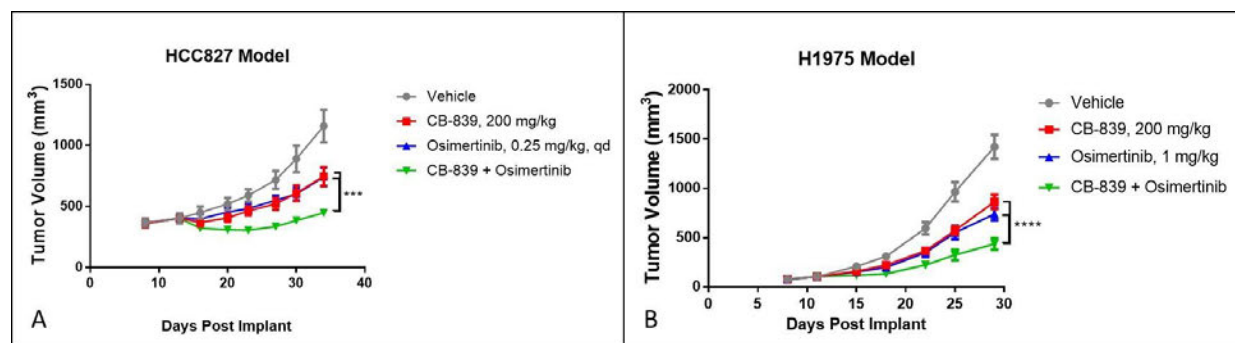 HCC827 Model
Tumor Volume (mm³)
1500
1000
500
0
0 10 20 30 40
Days Post Implant
Vehicle
CB-839, 200 mg/kg
Osimertinib, 0.25 mg/kg, qd
CB-839 + Osimertinib
***
A
H1975 Model
Tumor Volume (mm³)
2000
1500
1000
500
0
0 5 10 15 20 25 30
Days Post Implant
Vehicle
CB-839, 200 mg/kg
Osimertinib, 1 mg/kg
CB-839 + Osimertinib
****
B